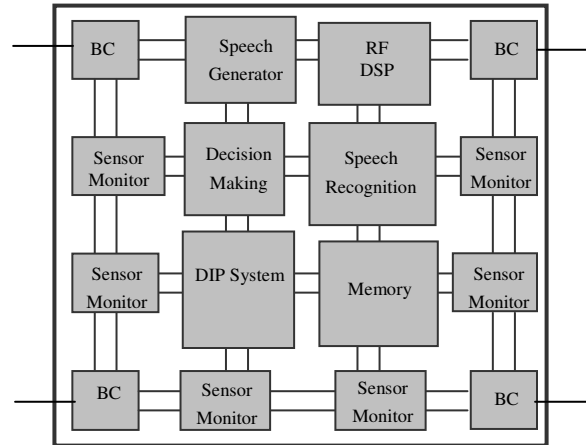 BC
Speech
Generator
RF
DSP
BC
Sensor
Monitor
Decision
Making
Speech
Recognition
Sensor
Monitor
Sensor
Monitor
DIP System
Memory
Sensor
Monitor
BC
Sensor
Monitor
Sensor
Monitor
BC